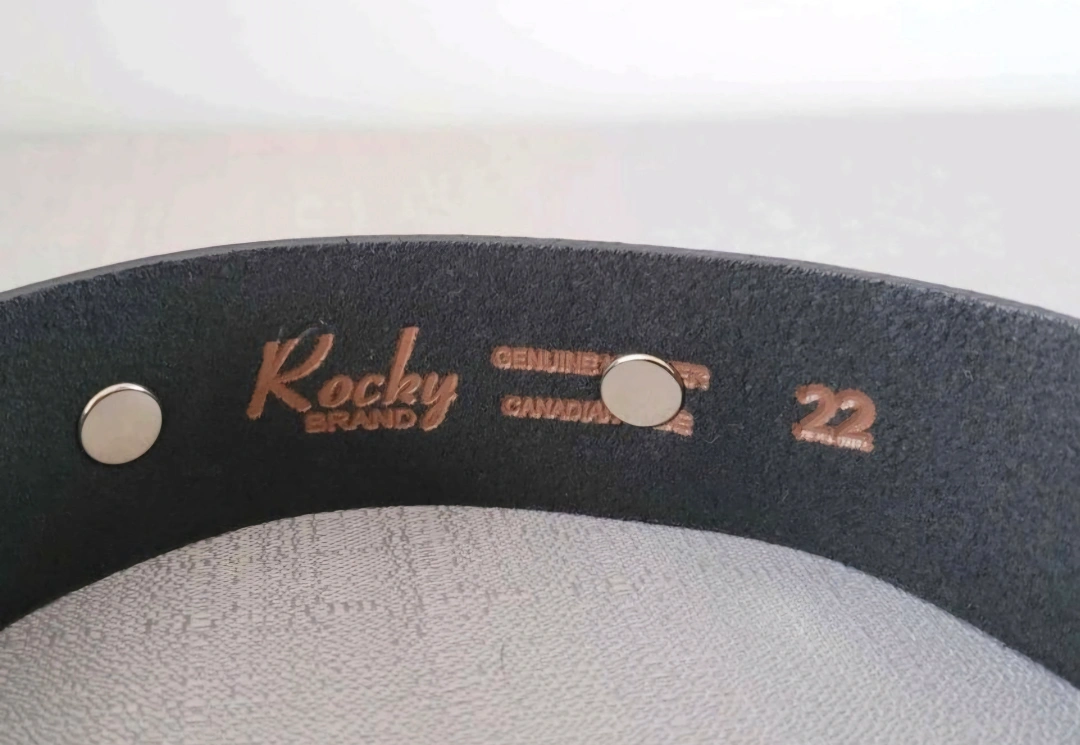 Rocky
BRAND
GENUINE
CANADIAN
22